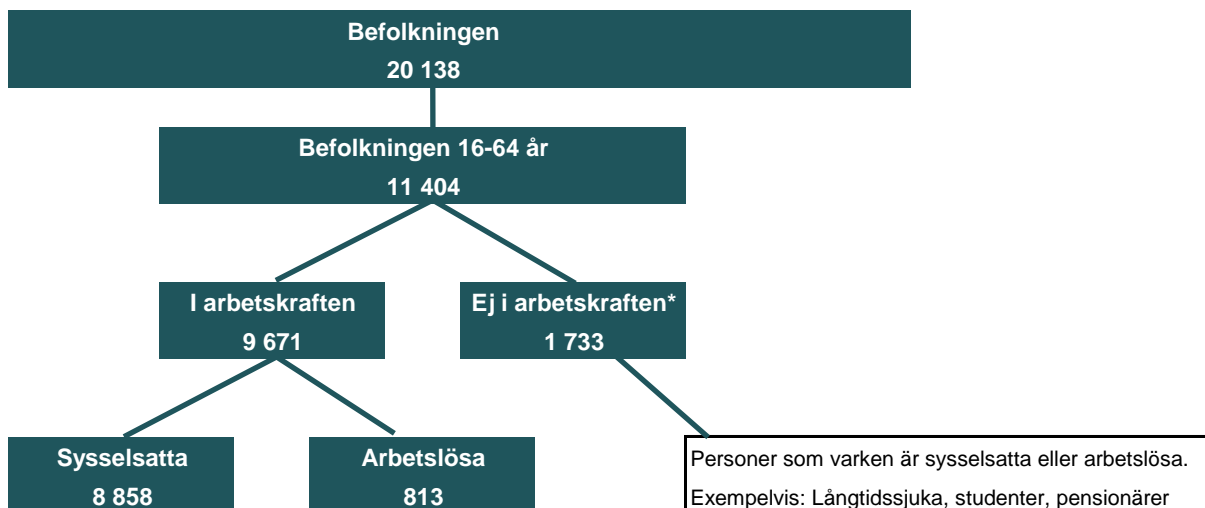 Befolkningen
20 138
Befolkningen 16-64 år
11 404
I arbetskraften
9 671
Ej i arbetskraften*
1 733
Sysselsatta
8 858
Arbetslösa
813
Personer som varken är sysselsatta eller arbetslösa.
Exempelvis: Långtidssjuka, studenter, pensionärer